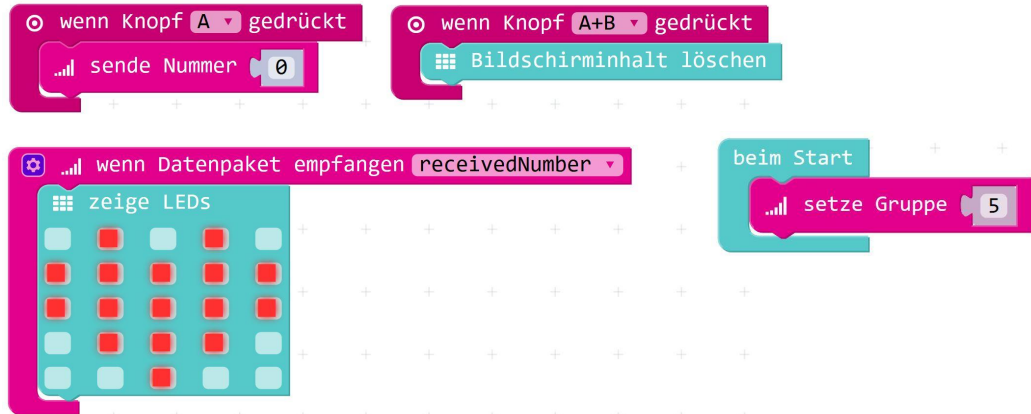 wenn Knopf A gedrückt
sende Nummer 0
wenn Knopf A+B gedrückt
Bildschirminhalt löschen
wenn Datenpaket empfangen receivedNumber
zeige LEDs
beim Start
setze Gruppe 5